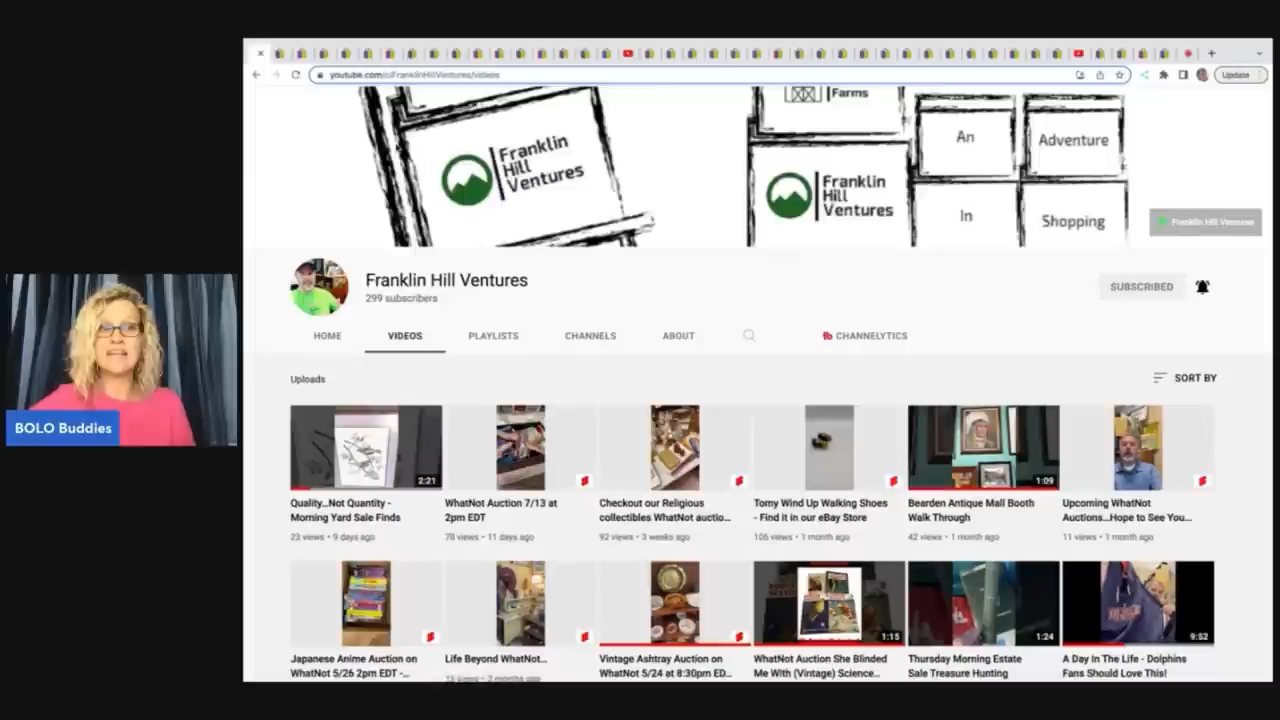 youtube.com/c/FranklinHillVentures/videos
Update
Franklin
Hill
Ventures
Farms
Franklin
Hill
Ventures
An
Adventure
In
Shopping
Franklin Hill Ventures
Franklin Hill Ventures
299 subscribers
SUBSCRIBED
HOME
VIDEOS
PLAYLISTS
CHANNELS
ABOUT
CHANNELYTICS
Uploads
SORT BY
BOLO Buddies
2:21
1:09
Quality...Not Quantity -
Morning Yard Sale Finds
23 views • 9 days ago
WhatNot Auction 7/13 at
2pm EDT
78 views • 11 days ago
Checkout our Religious
collectibles WhatNot auctio...
92 views • 3 weeks ago
Tomy Wind Up Walking Shoes
- Find it in our eBay Store
106 views • 1 month ago
Bearden Antique Mall Booth
Walk Through
42 views • 1 month ago
Upcoming WhatNot
Auctions...Hope to See You...
11 views • 1 month ago
1:15
1:24
9:52
Japanese Anime Auction on
WhatNot 5/26 2pm EDT -...
Life Beyond WhatNot...
Vintage Ashtray Auction on
WhatNot 5/24 at 8:30pm ED...
WhatNot Auction She Blinded
Me With (Vintage) Science...
Thursday Morning Estate
Sale Treasure Hunting
A Day In The Life - Dolphins
Fans Should Love This!